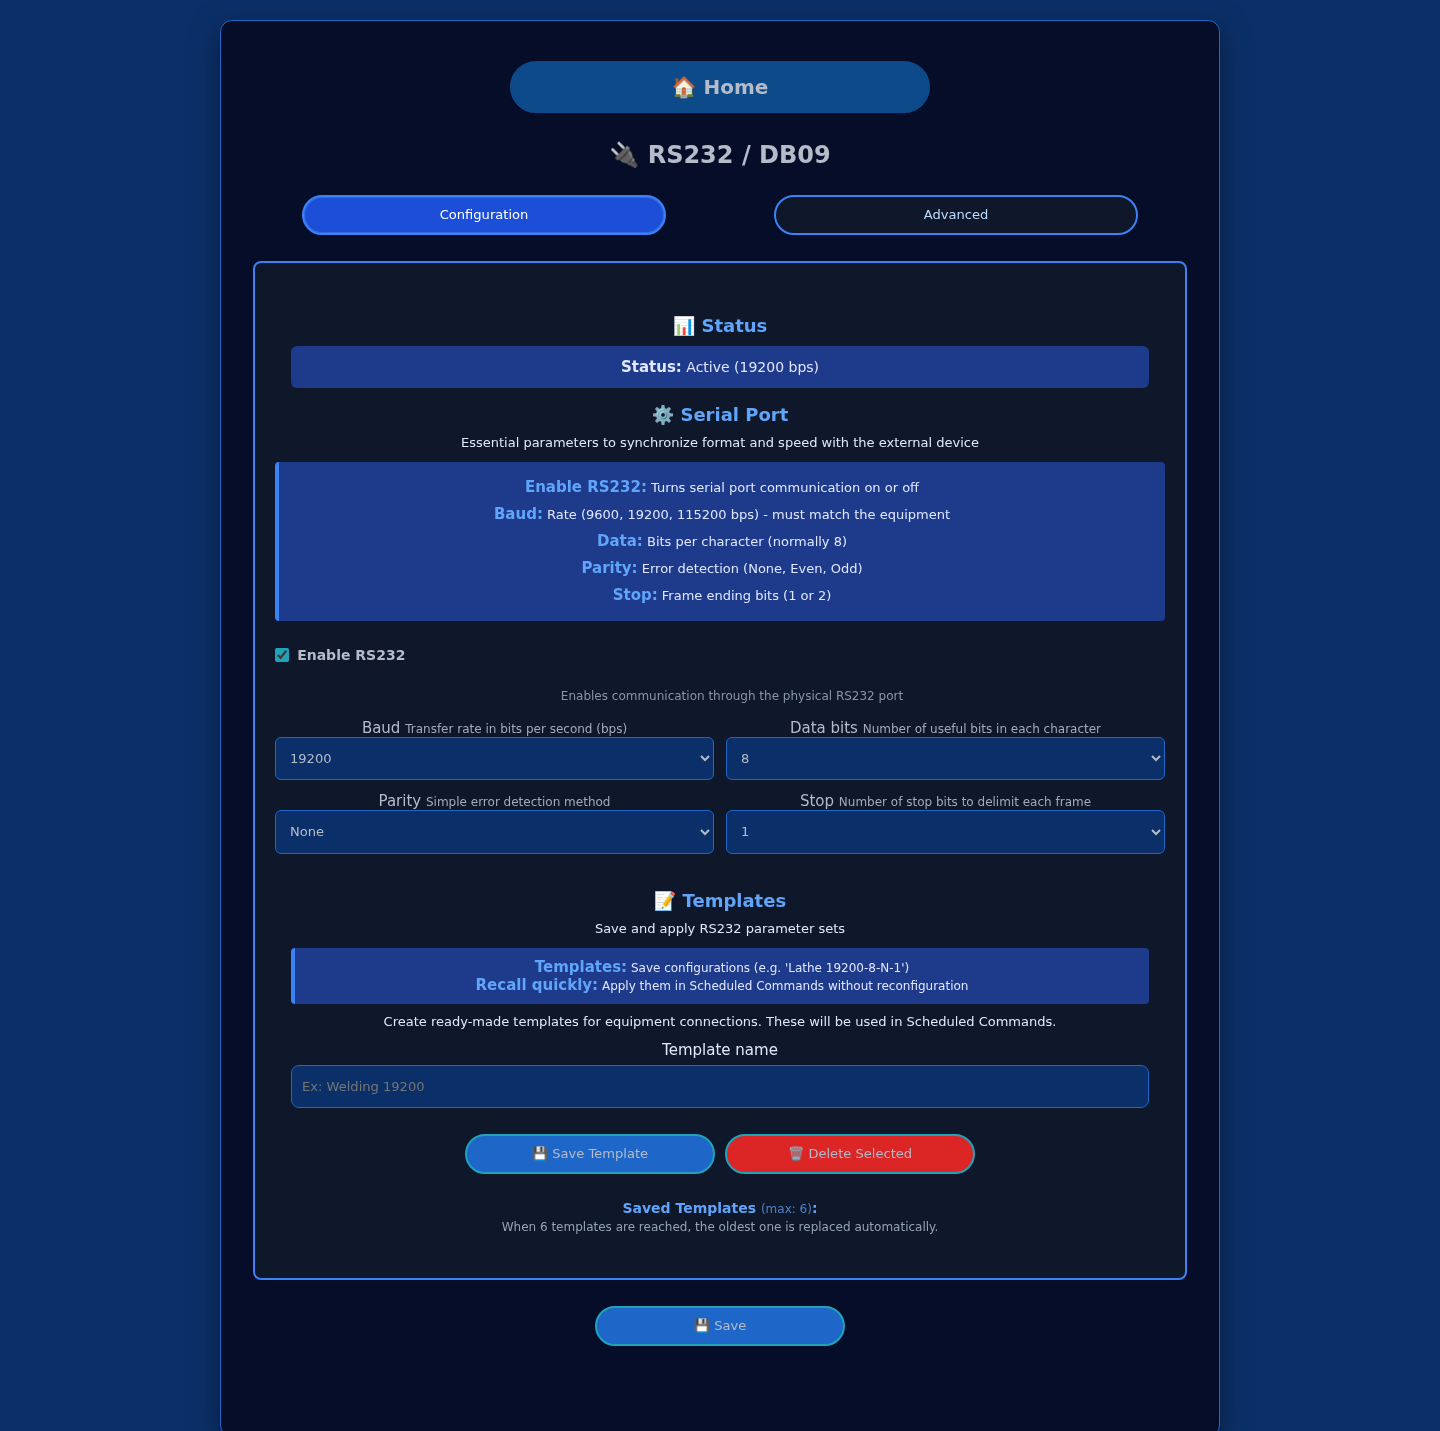 🏠 Home
🔌 RS232 / DB09
Configuration
Advanced
📊 Status
Status: Active (19200 bps)
⚙️ Serial Port
Essential parameters to synchronize format and speed with the external device
Enable RS232: Turns serial port communication on or off
Baud: Rate (9600, 19200, 115200 bps) - must match the equipment
Data: Bits per character (normally 8)
Parity: Error detection (None, Even, Odd)
Stop: Frame ending bits (1 or 2)
Enable RS232
Enables communication through the physical RS232 port
Baud Transfer rate in bits per second (bps)
19200
Data bits Number of useful bits in each character
8
Parity Simple error detection method
None
Stop Number of stop bits to delimit each frame
1
📝 Templates
Save and apply RS232 parameter sets
Templates: Save configurations (e.g. 'Lathe 19200-8-N-1')
Recall quickly: Apply them in Scheduled Commands without reconfiguration
Create ready-made templates for equipment connections. These will be used in Scheduled Commands.
Template name
Ex: Welding 19200
💾 Save Template
🗑️ Delete Selected
Saved Templates (max: 6):
When 6 templates are reached, the oldest one is replaced automatically.
💾 Save